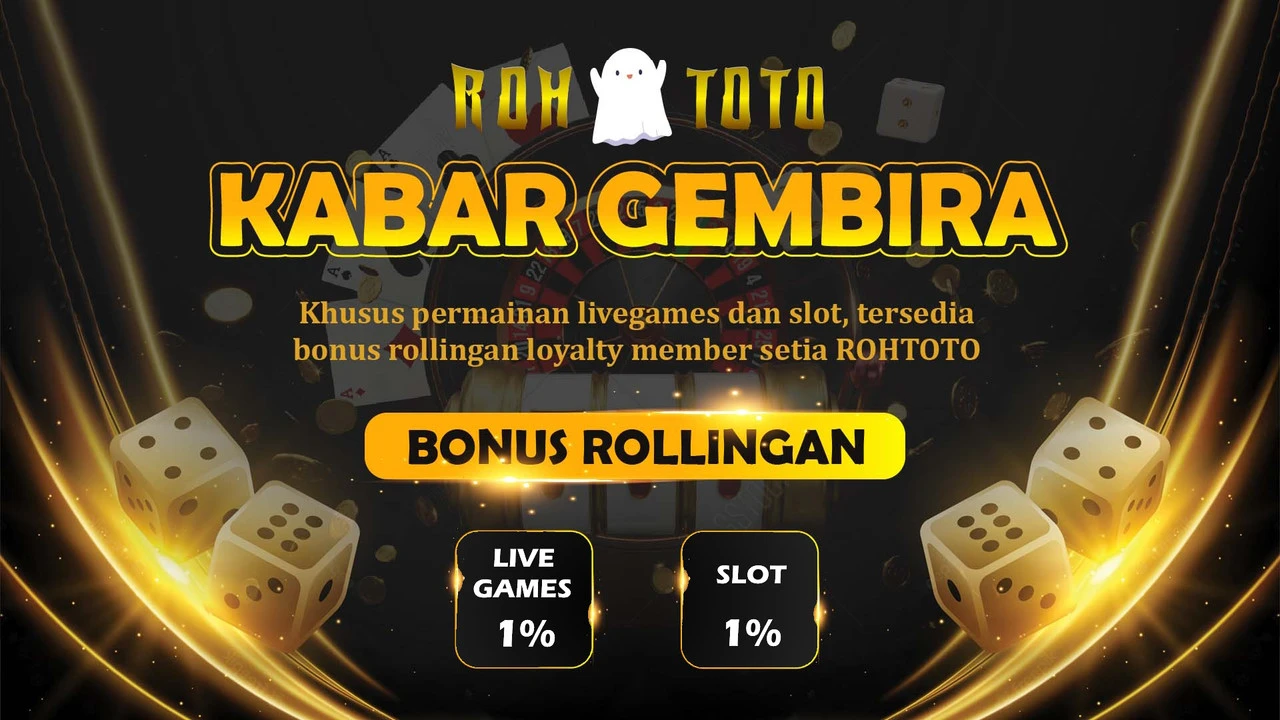 ROH TOTO
KABAR GEMBIRA
Khusus permainan livegames dan slot, tersedia
bonus rollingan loyalty member setia ROHTOTO
BONUS ROLLINGAN
LIVE
GAMES
1%
SLOT
1%